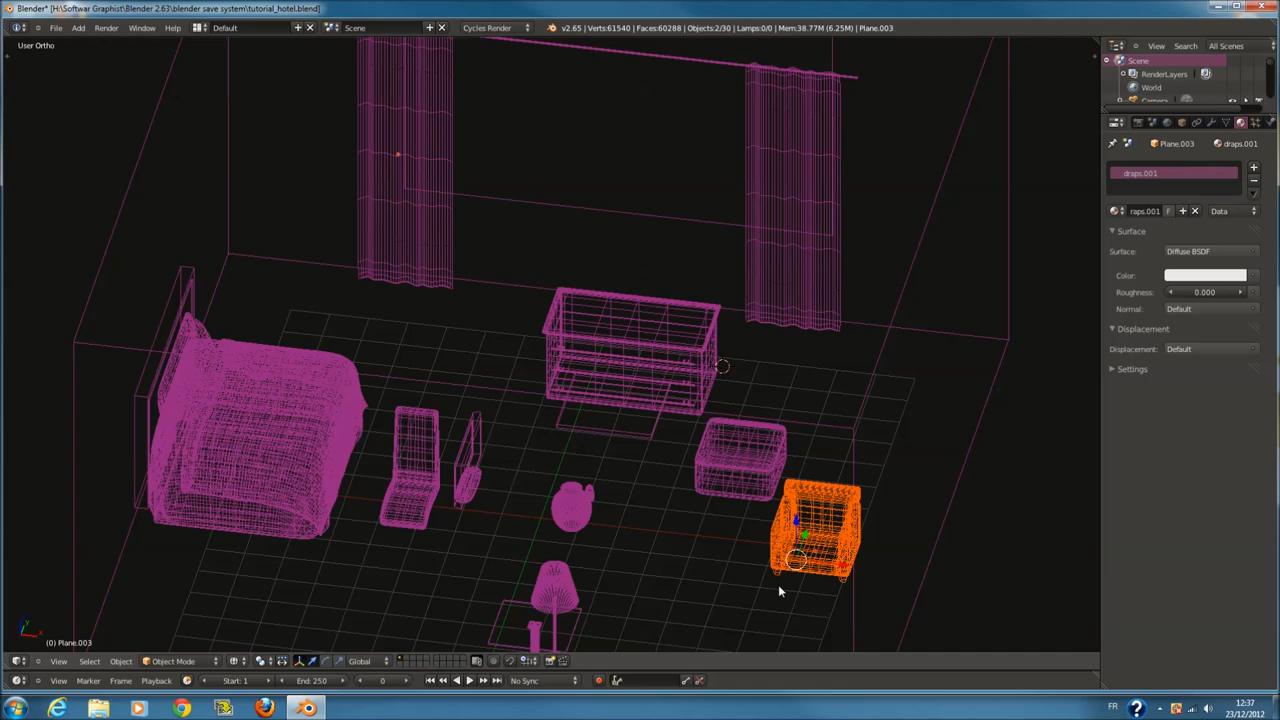 Blender* [H:\Softwar Graphist\Blender 2.63\blender save system\tutorial_hotel.blend]
File Add Render Window Help Default Scene Cycles Render v2.65 | Verts:61540 | Faces:60288 | Objects:2/30 | Lamps:0/0 | Mem:38.77M (6.25M) | Plane.003
User Ortho
View Search All Scenes
Scene
RenderLayers
World
Camera
Plane.003 draps.001
draps.001
raps.001 F Data
Surface
Surface: Diffuse BSDF
Color:
Roughness: 0.000
Normal: Default
Displacement
Displacement: Default
Settings
(0) Plane.003
View Select Object Object Mode Global
View Marker Frame Playback Start: 1 End: 250 0 No Sync
FR 12:37
23/12/2012